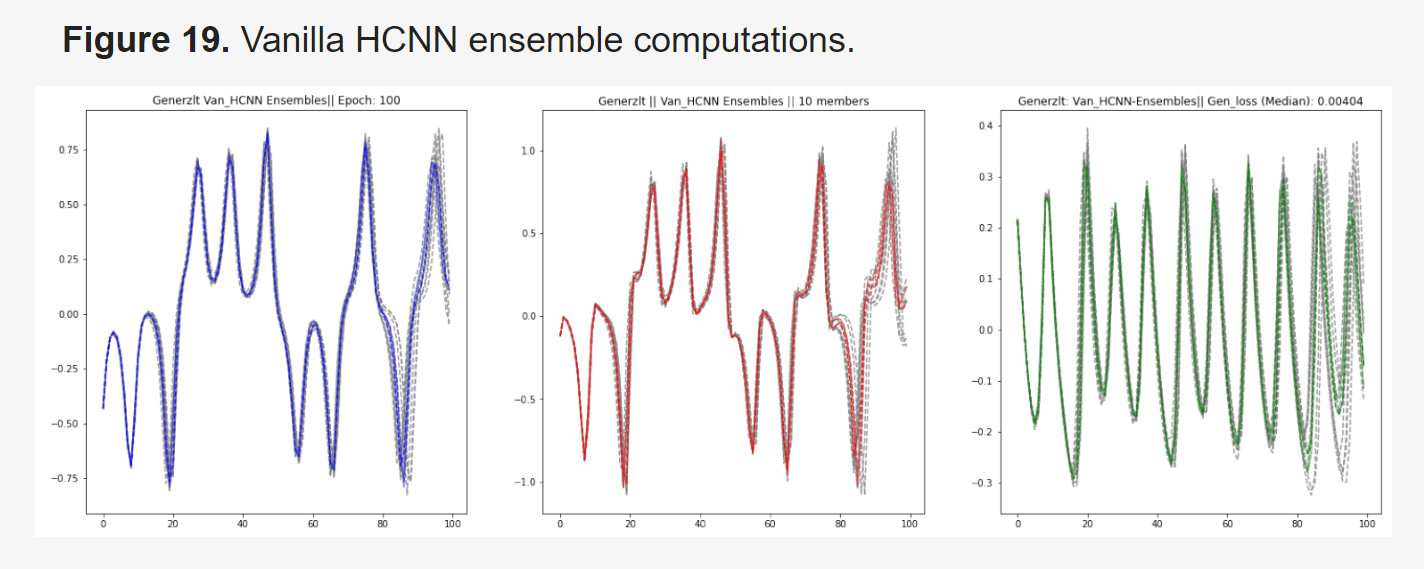 Figure 19. Vanilla HCNN ensemble computations.
Generzlt Van_HCNN Ensembles|| Epoch: 100
0.75
0.50
0.25
0.00
−0.25
−0.50
−0.75
0 20 40 60 80 100
Generzlt || Van_HCNN Ensembles || 10 members
1.0
0.5
0.0
−0.5
−1.0
0 20 40 60 80 100
Generzlt: Van_HCNN-Ensembles|| Gen_loss (Median): 0.00404
0.4
0.3
0.2
0.1
0.0
−0.1
−0.2
−0.3
0 20 40 60 80 100